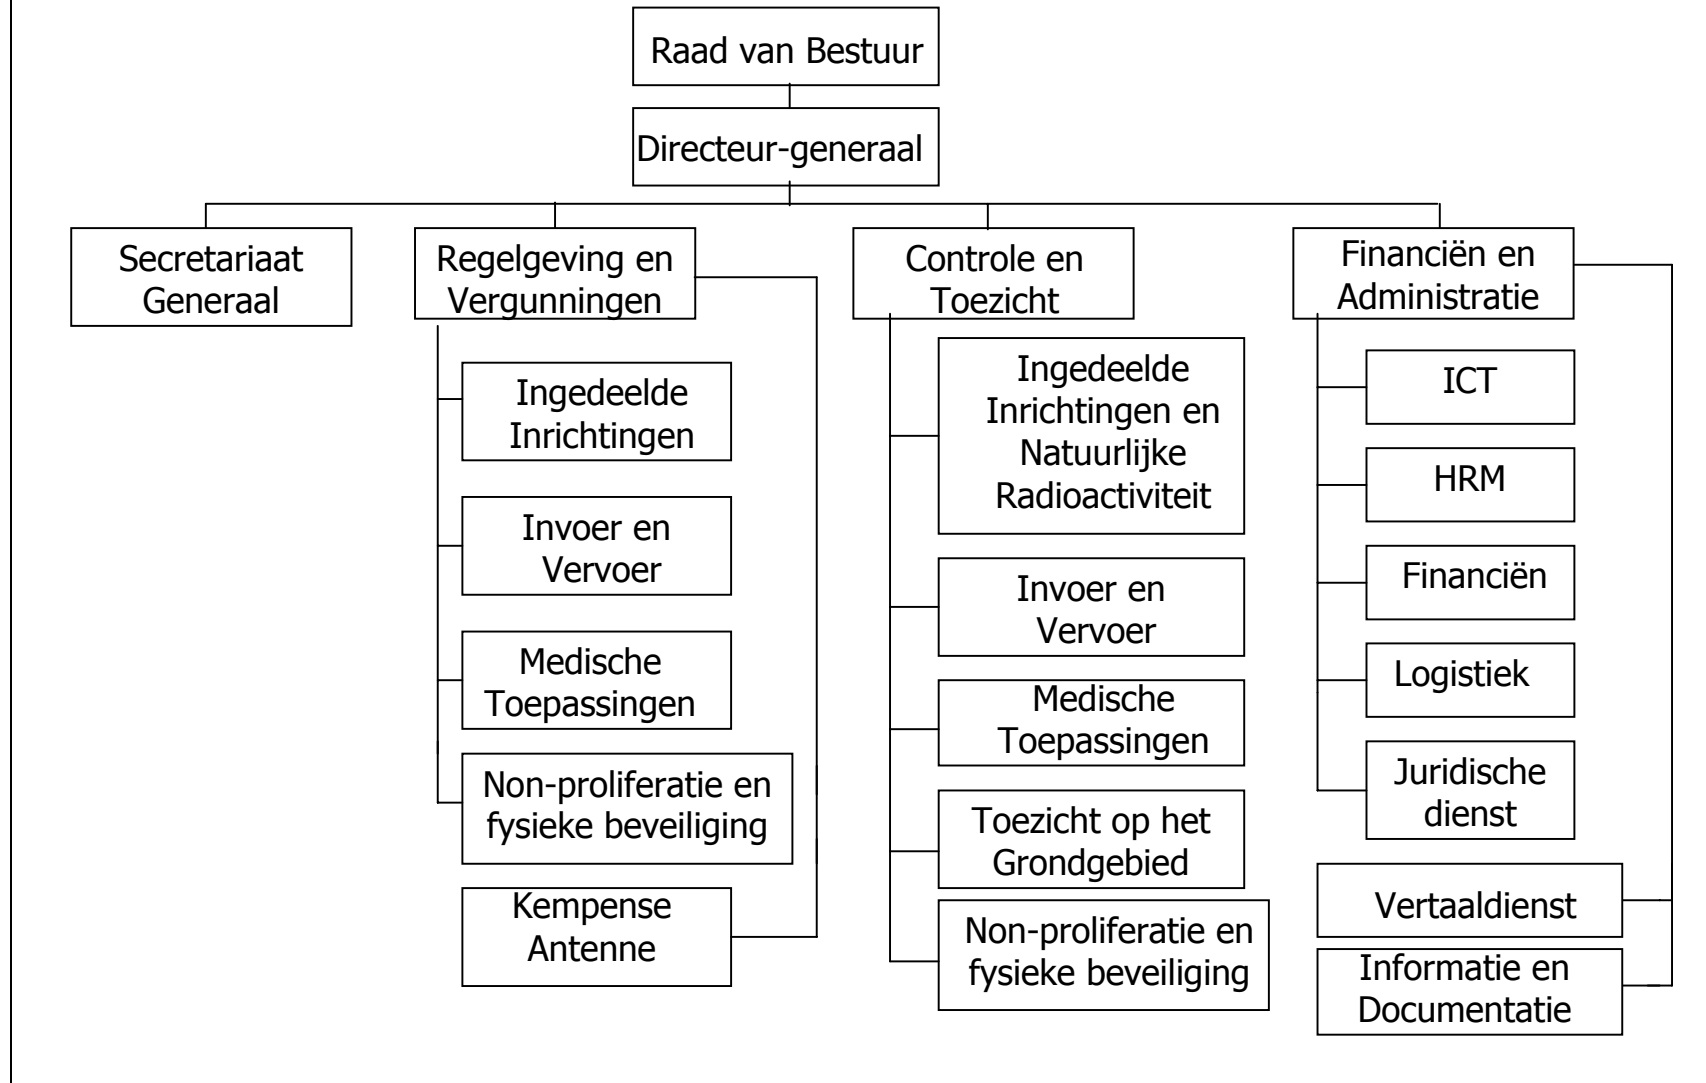 Raad van Bestuur
Directeur-generaal
Secretariaat
Generaal
Regelgeving en
Vergunningen
Ingedeelde
Inrichtingen
Invoer en
Vervoer
Medische
Toepassingen
Non-proliferatie en
fysieke beveiliging
Kempense
Antenne
Controle en
Toezicht
Ingedeelde
Inrichtingen en
Natuurlijke
Radioactiviteit
Invoer en
Vervoer
Medische
Toepassingen
Toezicht op het
Grondgebied
Non-proliferatie en
fysieke beveiliging
Financiën en
Administratie
ICT
HRM
Financiën
Logistiek
Juridische
dienst
Vertaaldienst
Informatie en
Documentatie